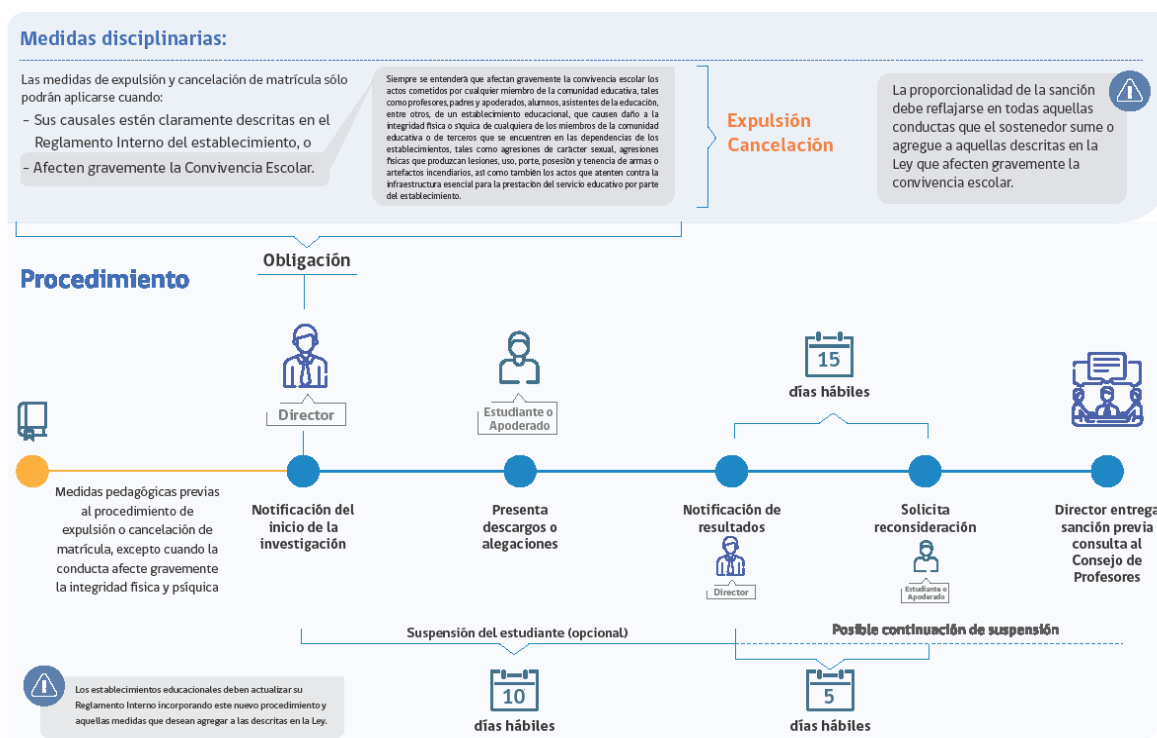 Medidas disciplinarias:
Las medidas de expulsión y cancelación de matrícula sólo
podrán aplicarse cuando:
- Sus causales estén claramente descritas en el
Reglamento Interno del establecimiento, o
- Afecten gravemente la Convivencia Escolar.
Siempre se entenderá que afectan gravemente la convivencia escolar los
actos cometidos por cualquier miembro de la comunidad educativa, tales
como profesores, padres y apoderados, alumnos, asistentes de la educación,
entre otros, de un establecimiento educacional, que causen daño a la
integridad física o síquica de cualquiera de los miembros de la comunidad
educativa o de terceros que se encuentren en las dependencias de los
establecimientos, tales como agresiones de carácter sexual, agresiones
físicas que produzcan lesiones, uso, porte, posesión y tenencia de armas o
artefactos incendiarios, así como también los actos que atenten contra la
infraestructura esencial para la prestación del servicio educativo por parte
del establecimiento.
Expulsión
Cancelación
La proporcionalidad de la sanción
debe reflajarse en todas aquellas
conductas que el sostenedor sume o
agregue a aquellas descritas en la
Ley que afecten gravemente la
convivencia escolar.
Obligación
Procedimiento
Director
Estudiante o
Apoderado
15
días hábiles
Medidas pedagógicas previas
al procedimiento de
expulsión o cancelación de
matrícula, excepto cuando la
conducta afecte gravemente
la integridad física y psíquica
Notificación del
inicio de la
investigación
Presenta
descargos o
alegaciones
Notificación de
resultados
Director
Solicita
reconsideración
Estudiante o
Apoderado
Director entrega
sanción previa
consulta al
Consejo de
Profesores
Suspensión del estudiante (opcional)
Posible continuación de suspensión
10
días hábiles
5
días hábiles
Los establecimientos educacionales deben actualizar su
Reglamento Interno incorporando este nuevo procedimiento y
aquellas medidas que desean agregar a las descritas en la Ley.